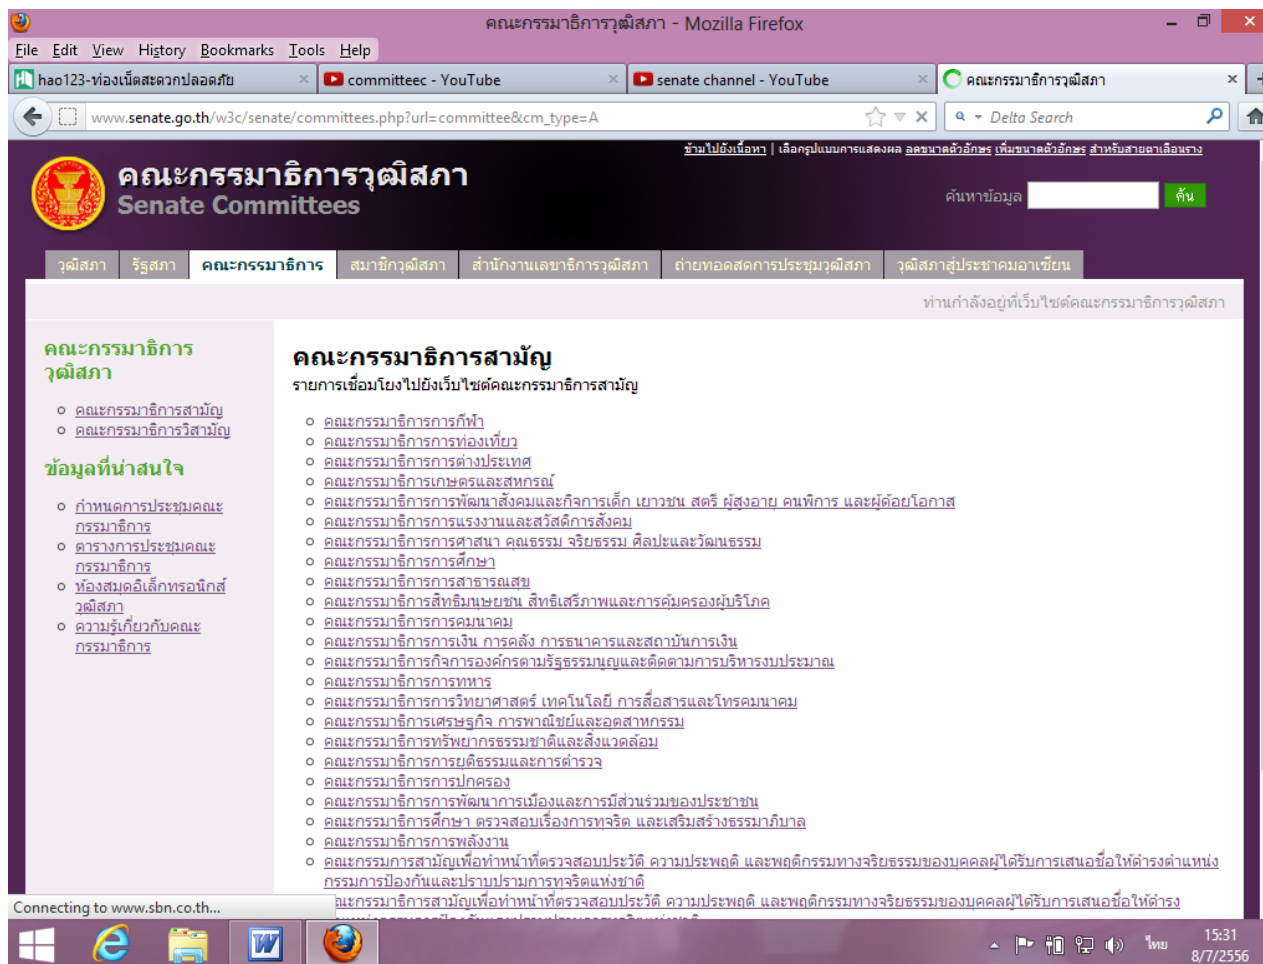 คณะกรรมาธิการวุฒิสภา - Mozilla Firefox
File Edit View History Bookmarks Tools Help
hao123-ท่องเน็ตสะดวกปลอดภัย
committeec - YouTube
senate channel - YouTube
คณะกรรมาธิการวุฒิสภา
www.senate.go.th/w3c/senate/committees.php?url=committee&cm_type=A
Delta Search
ข้ามไปยังเนื้อหา | เลือกรูปแบบการแสดงผล ลดขนาดตัวอักษร เพิ่มขนาดตัวอักษร สำหรับสายตาเลือนราง
คณะกรรมาธิการวุฒิสภา
Senate Committees
ค้นหาข้อมูล ค้น
วุฒิสภา รัฐสภา คณะกรรมาธิการ สมาชิกวุฒิสภา สำนักงานเลขาธิการวุฒิสภา ถ่ายทอดสดการประชุมวุฒิสภา วุฒิสภาสู่ประชาคมอาเซียน
ท่านกำลังอยู่ที่เว็บไซต์คณะกรรมาธิการวุฒิสภา
คณะกรรมาธิการ
วุฒิสภา
คณะกรรมาธิการสามัญ
คณะกรรมาธิการวิสามัญ
ข้อมูลที่น่าสนใจ
กำหนดการประชุมคณะ
กรรมาธิการ
ตารางการประชุมคณะ
กรรมาธิการ
ห้องสมุดอิเล็กทรอนิกส์
วุฒิสภา
ความรู้เกี่ยวกับคณะ
กรรมาธิการ
คณะกรรมาธิการสามัญ
รายการเชื่อมโยงไปยังเว็บไซต์คณะกรรมาธิการสามัญ
คณะกรรมาธิการการกีฬา
คณะกรรมาธิการการท่องเที่ยว
คณะกรรมาธิการการต่างประเทศ
คณะกรรมาธิการเกษตรและสหกรณ์
คณะกรรมาธิการการพัฒนาสังคมและกิจการเด็ก เยาวชน สตรี ผู้สูงอายุ คนพิการ และผู้ด้อยโอกาส
คณะกรรมาธิการการแรงงานและสวัสดิการสังคม
คณะกรรมาธิการการศาสนา คุณธรรม จริยธรรม ศิลปะและวัฒนธรรม
คณะกรรมาธิการการศึกษา
คณะกรรมาธิการการสาธารณสุข
คณะกรรมาธิการสิทธิมนุษยชน สิทธิเสรีภาพและการคุ้มครองผู้บริโภค
คณะกรรมาธิการการคมนาคม
คณะกรรมาธิการการเงิน การคลัง การธนาคารและสถาบันการเงิน
คณะกรรมาธิการกิจการองค์กรตามรัฐธรรมนูญและติดตามการบริหารงบประมาณ
คณะกรรมาธิการการทหาร
คณะกรรมาธิการการวิทยาศาสตร์ เทคโนโลยี การสื่อสารและโทรคมนาคม
คณะกรรมาธิการเศรษฐกิจ การพาณิชย์และอุตสาหกรรม
คณะกรรมาธิการทรัพยากรธรรมชาติและสิ่งแวดล้อม
คณะกรรมาธิการการยุติธรรมและการตำรวจ
คณะกรรมาธิการการปกครอง
คณะกรรมาธิการการพัฒนาการเมืองและการมีส่วนร่วมของประชาชน
คณะกรรมาธิการศึกษา ตรวจสอบเรื่องการทุจริต และเสริมสร้างธรรมาภิบาล
คณะกรรมาธิการการพลังงาน
คณะกรรมการสามัญเพื่อทำหน้าที่ตรวจสอบประวัติ ความประพฤติ และพฤติกรรมทางจริยธรรมของบุคคลผู้ได้รับการเสนอชื่อให้ดำรงตำแหน่ง
กรรมการป้องกันและปราบปรามการทุจริตแห่งชาติ
คณะกรรมาธิการสามัญเพื่อทำหน้าที่ตรวจสอบประวัติ ความประพฤติ และพฤติกรรมทางจริยธรรมของบุคคลผู้ได้รับการเสนอชื่อให้ดำรง
Connecting to www.sbn.co.th...
ไทย
15:31
8/7/2556